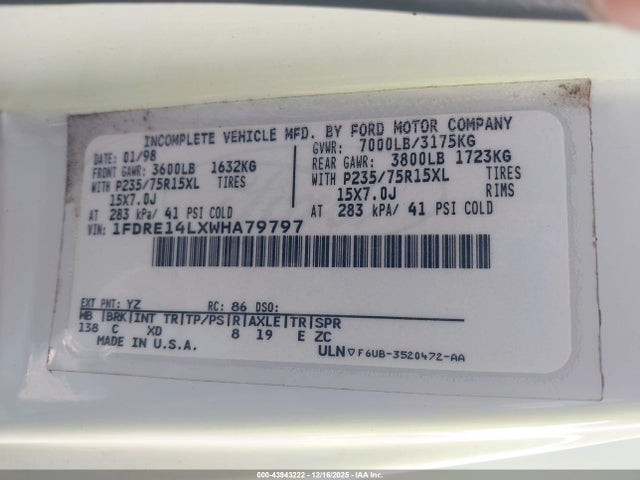 INCOMPLETE VEHICLE MFD. BY FORD MOTOR COMPANY
DATE: 01/98 GVWR: 7000LB/3175KG
FRONT GAWR: 3600LB 1632KG REAR GAWR: 3800LB 1723KG
WITH P235/75R15XL TIRES WITH P235/75R15XL TIRES
15X7.0J 15X7.0J RIMS
AT 283 kPa/ 41 PSI COLD AT 283 kPa/ 41 PSI COLD
VIN: 1FDRE14LXWHA79797
EXT PNT: YZ RC: 86 DSO:
WB |BRK|INT TR|TP/PS|R|AXLE|TR|SPR
138 C XD 8 19 E ZC
MADE IN U.S.A. ULN▽F6UB-3520472-AA
000-43943222 - 12/16/2025 - IAA Inc.